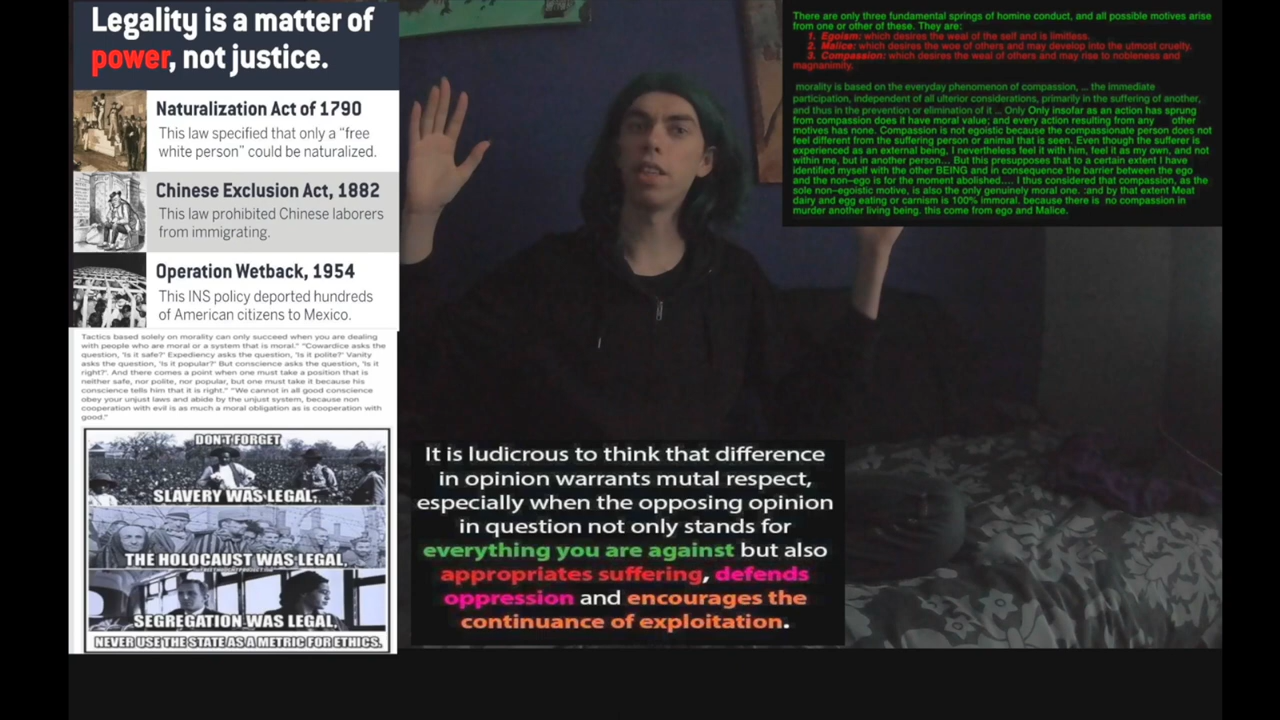 Legality is a matter of
power, not justice.
Naturalization Act of 1790
This law specified that only a “free
white person” could be naturalized.
Chinese Exclusion Act, 1882
This law prohibited Chinese laborers
from immigrating.
Operation Wetback, 1954
This INS policy deported hundreds
of American citizens to Mexico.
Tactics based solely on morality can only succeed when you are dealing
with people who are moral or a system that is moral." "Cowardice asks the
question, 'Is it safe?' Expediency asks the question, 'Is it polite?' Vanity
asks the question, 'Is it popular?' But conscience asks the question, 'Is it
right?'. And there comes a point when one must take a position that is
neither safe, nor polite, nor popular, but one must take it because his
conscience tells him that it is right." "We cannot in all good conscience
obey your unjust laws and abide by the unjust system, because non
cooperation with evil is as much a moral obligation as is cooperation with
good."
DON'T FORGET
SLAVERY WAS LEGAL,
THE HOLOCAUST WAS LEGAL,
SEGREGATION WAS LEGAL,
NEVER USE THE STATE AS A METRIC FOR ETHICS.
It is ludicrous to think that difference
in opinion warrants mutal respect,
especially when the opposing opinion
in question not only stands for
everything you are against but also
appropriates suffering, defends
oppression and encourages the
continuance of exploitation.
There are only three fundamental springs of homine conduct, and all possible motives arise
from one or other of these. They are:
1. Egoism: which desires the weal of the self and is limitless.
2. Malice: which desires the woe of others and may develop into the utmost cruelty.
3. Compassion: which desires the weal of others and may rise to nobleness and
magnanimity.
morality is based on the everyday phenomenon of compassion, ... the immediate
participation, independent of all ulterior considerations, primarily in the suffering of another,
and thus in the prevention or elimination of it ... Only Only insofar as an action has sprung
from compassion does it have moral value; and every action resulting from any other
motives has none. Compassion is not egoistic because the compassionate person does not
feel different from the suffering person or animal that is seen. Even though the sufferer is
experienced as an external being, I nevertheless feel it with him, feel it as my own, and not
within me, but in another person... But this presupposes that to a certain extent I have
identified myself with the other BEING and in consequence the barrier between the ego
and the non-ego is for the moment abolished.... I thus considered that compassion, as the
sole non-egoistic motive, is also the only genuinely moral one. :and by that extent Meat
dairy and egg eating or carnism is 100% immoral. because there is no compassion in
murder another living being. this come from ego and Malice.